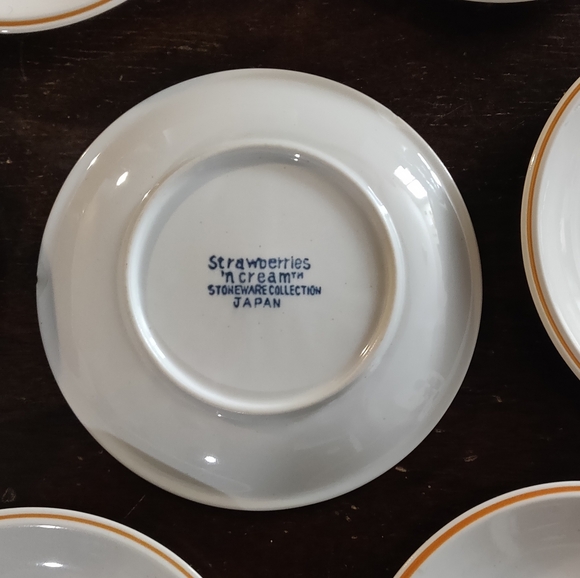 Strawberries
'n cream™
STONEWARE COLLECTION
JAPAN